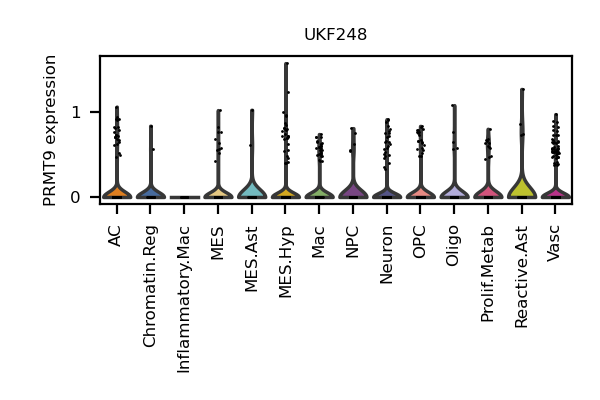 UKF248
PRMT9 expression
1
0
AC
Chromatin.Reg
Inflammatory.Mac
MES
MES.Ast
MES.Hyp
Mac
NPC
Neuron
OPC
Oligo
Prolif.Metab
Reactive.Ast
Vasc